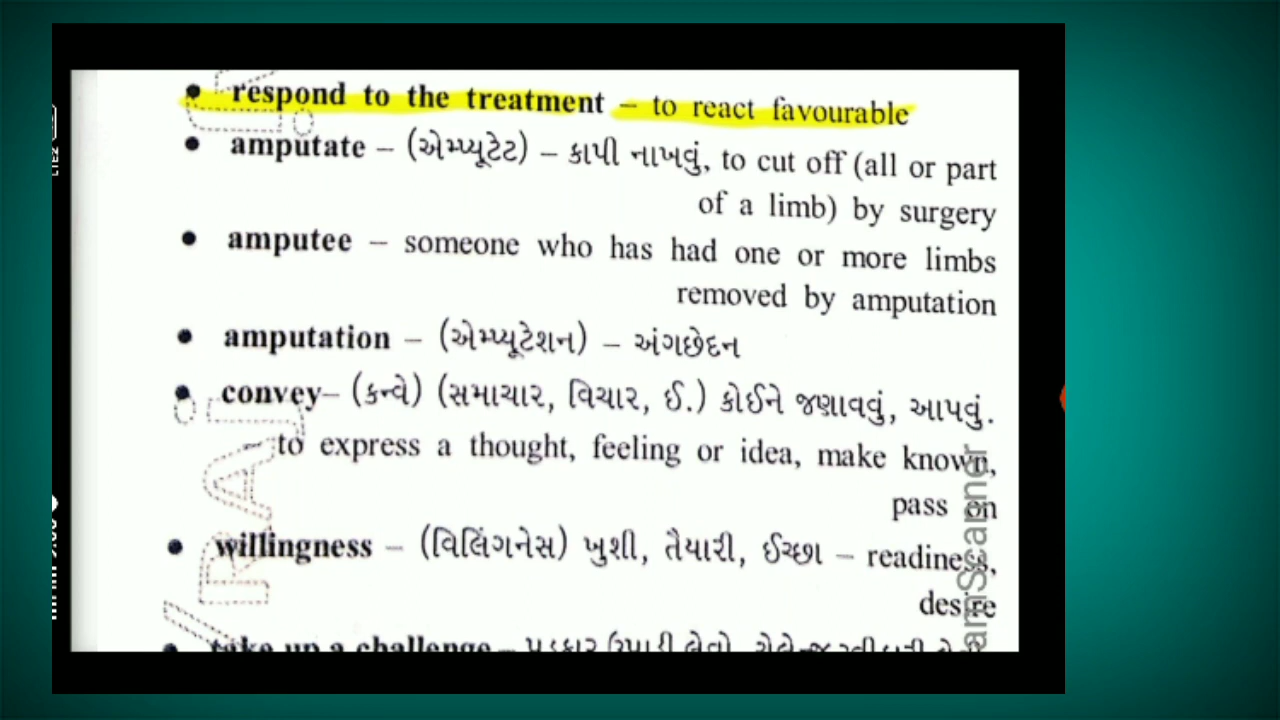 • respond to the treatment – to react favourable
• amputate – (એમ્પ્યૂટેટ) – કાપી નાખવું, to cut off (all or part
of a limb) by surgery
• amputee – someone who has had one or more limbs
removed by amputation
• amputation – (એમ્પ્યૂટેશન) – અંગછેદન
• convey– (કન્વે) (સમાચાર, વિચાર, ઈ.) કોઈને જણાવવું, આપવું.
– to express a thought, feeling or idea, make known,
pass on
• willingness – (વિલિંગનેસ) ખુશી, તૈયારી, ઈચ્છા – readiness,
desire
• take up a challenge –